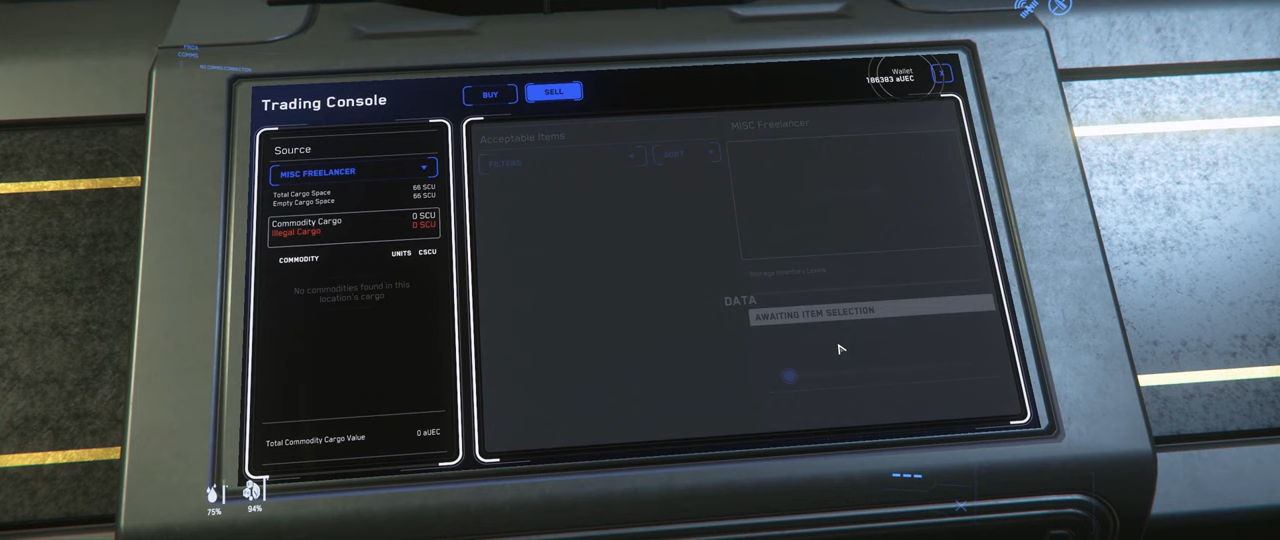 Trading Console
BUY
SELL
Wallet
186383 aUEC
Source
MISC FREELANCER
Total Cargo Space 66 SCU
Empty Cargo Space 66 SCU
Commodity Cargo 0 SCU
Illegal Cargo 0 SCU
COMMODITY UNITS CSCU
No commodities found in this
location's cargo
Total Commodity Cargo Value 0 aUEC
Acceptable Items
FILTERS
SORT
MISC Freelancer
DATA
AWAITING ITEM SELECTION
75%
94%